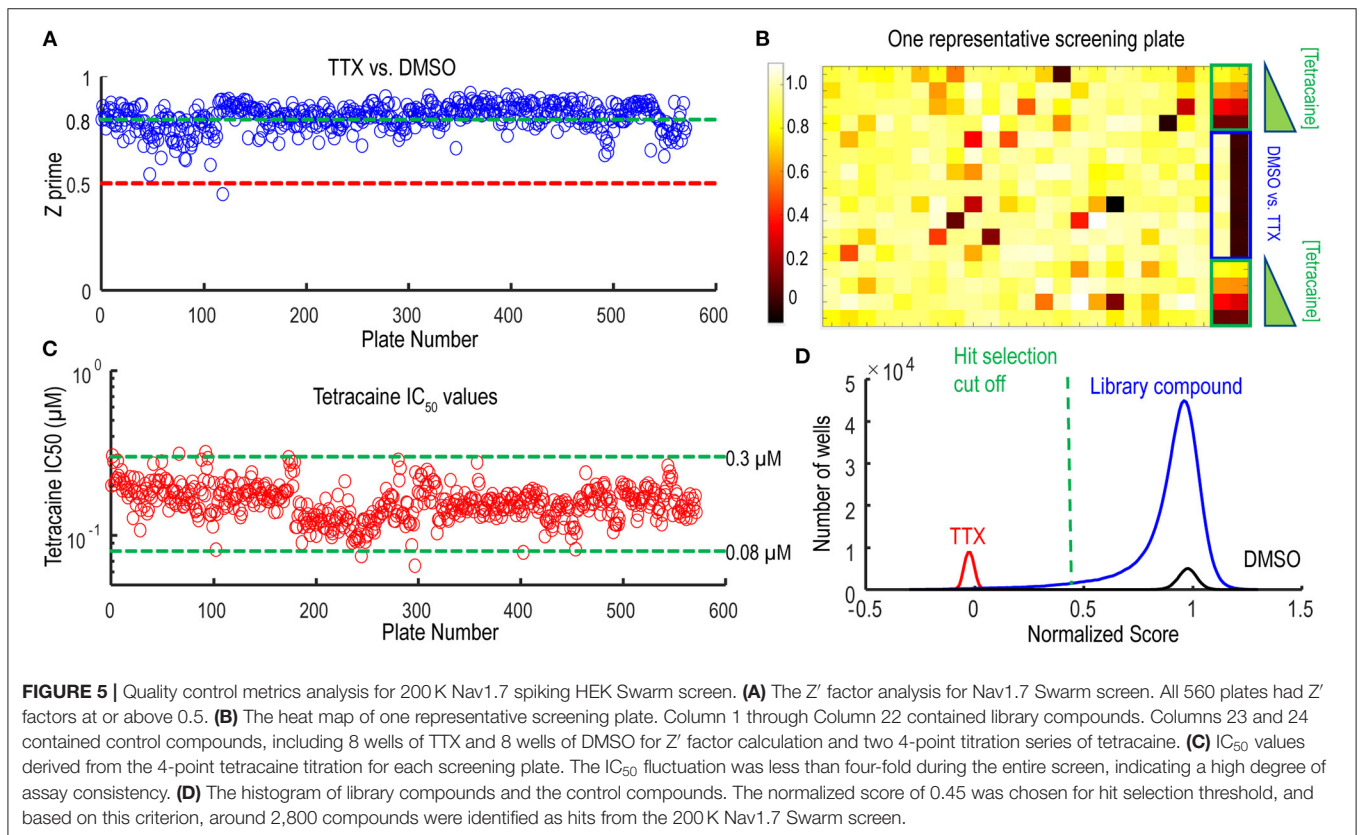 A
TTX vs. DMSO
1
0.8
0.5
0
Z prime
0 100 200 300 400 500 600
Plate Number
B
One representative screening plate
1.0
0.8
0.6
0.4
0.2
0
[Tetracaine]
DMSO vs. TTX
[Tetracaine]
C
Tetracaine IC50 values
10^0
10^-1
Tetracaine IC50 (µM)
0.3 µM
0.08 µM
0 100 200 300 400 500 600
Plate Number
D
×10^4
Hit selection
cut off
Library compound
TTX
DMSO
5
4
3
2
1
0
Number of wells
-0.5 0 0.5 1 1.5
Normalized Score
FIGURE 5 | Quality control metrics analysis for 200 K Nav1.7 spiking HEK Swarm screen. (A) The Z′ factor analysis for Nav1.7 Swarm screen. All 560 plates had Z′
factors at or above 0.5. (B) The heat map of one representative screening plate. Column 1 through Column 22 contained library compounds. Columns 23 and 24
contained control compounds, including 8 wells of TTX and 8 wells of DMSO for Z′ factor calculation and two 4-point titration series of tetracaine. (C) IC50 values
derived from the 4-point tetracaine titration for each screening plate. The IC50 fluctuation was less than four-fold during the entire screen, indicating a high degree of
assay consistency. (D) The histogram of library compounds and the control compounds. The normalized score of 0.45 was chosen for hit selection threshold, and
based on this criterion, around 2,800 compounds were identified as hits from the 200 K Nav1.7 Swarm screen.